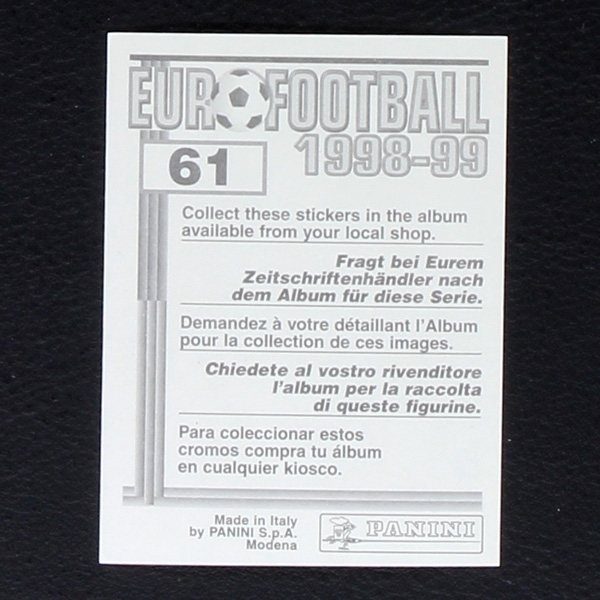 EUROFOOTBALL
1998-99
61
Collect these stickers in the album
available from your local shop.
Fragt bei Eurem
Zeitschriftenhändler nach
dem Album für diese Serie.
Demandez à votre détaillant l'Album
pour la collection de ces images.
Chiedete al vostro rivenditore
l'album per la raccolta
di queste figurine.
Para coleccionar estos
cromos compra tu álbum
en cualquier kiosco.
Made in Italy
by PANINI S.p.A.
Modena
PANINI